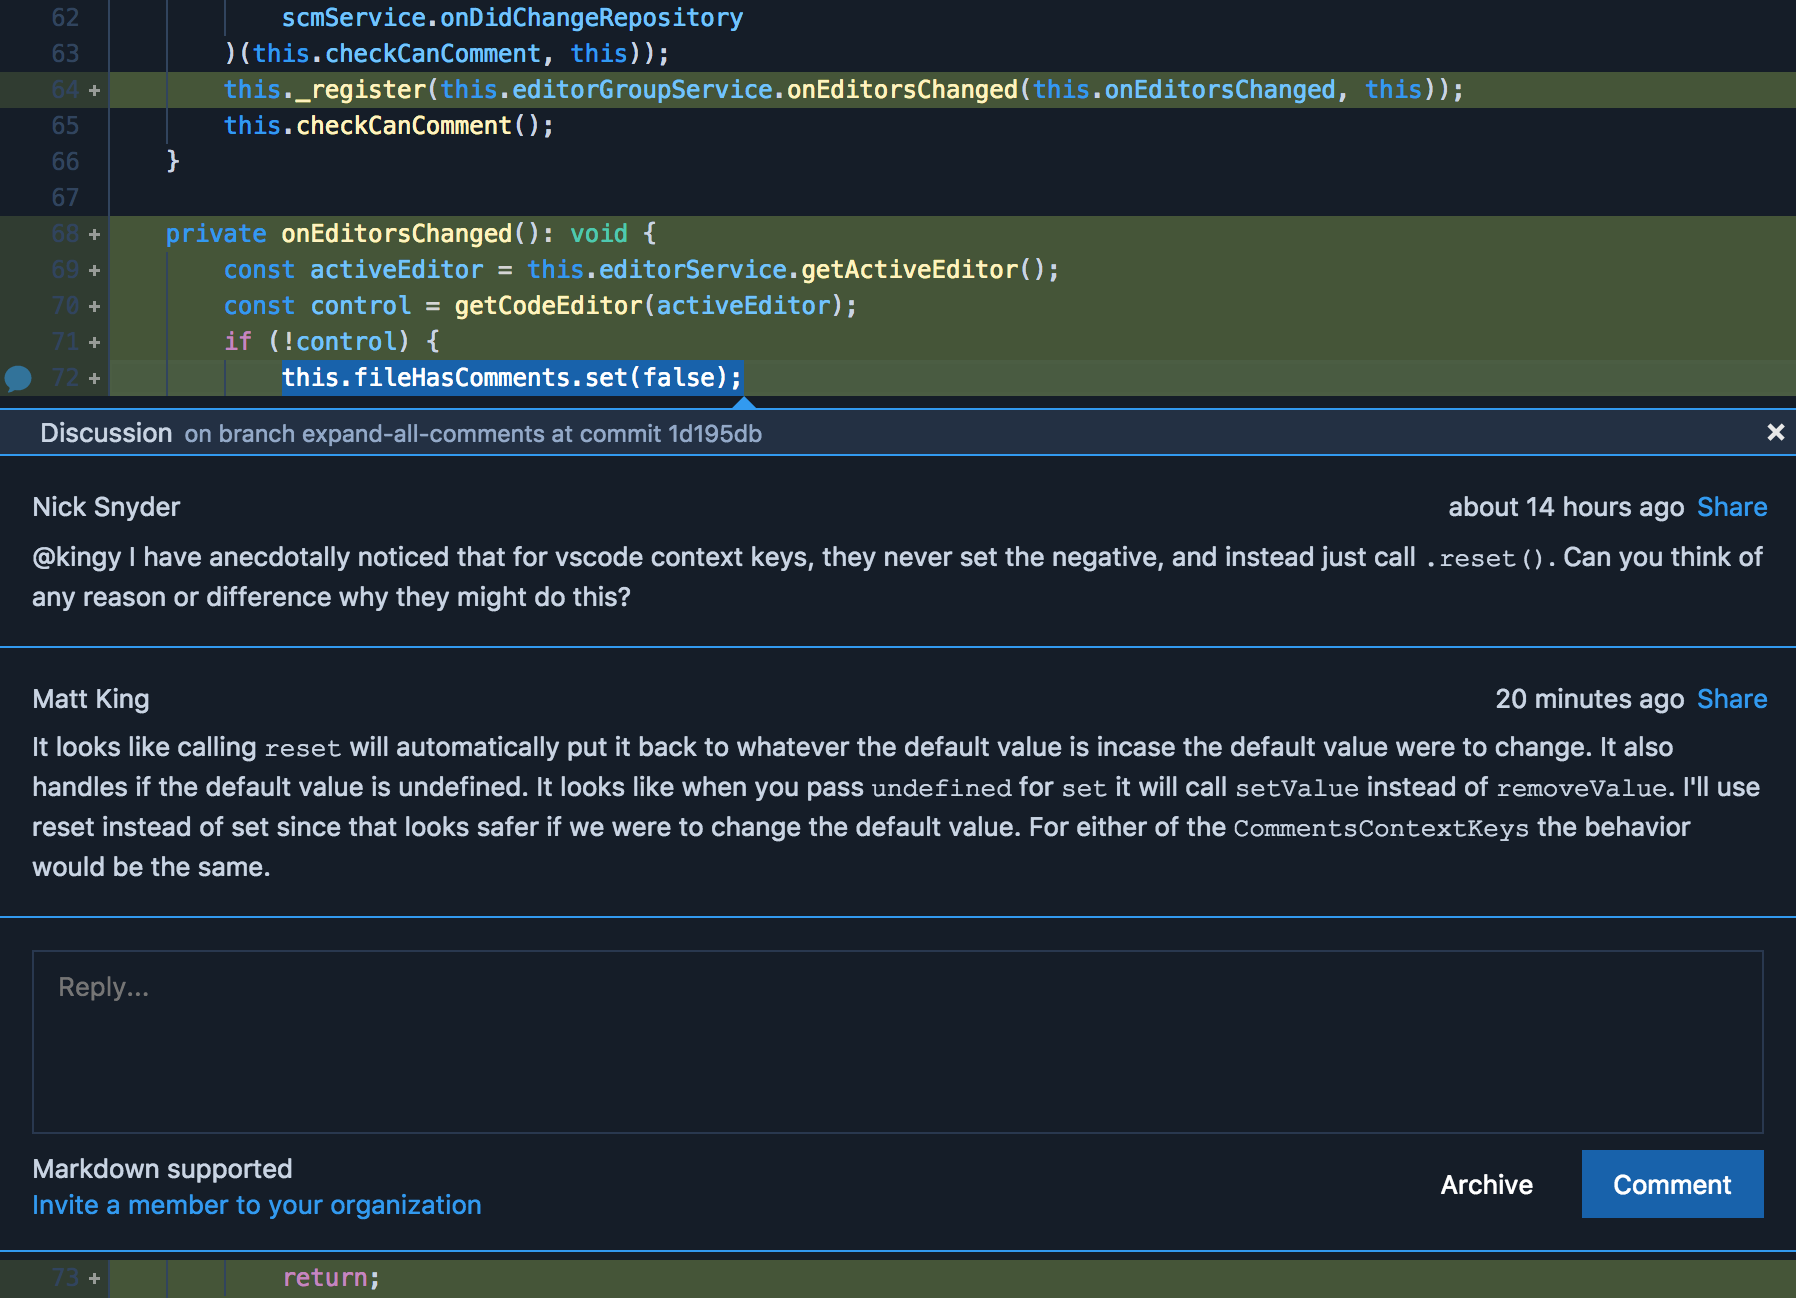 62 scmService.onDidChangeRepository
63 )(this.checkCanComment, this));
64 + this._register(this.editorGroupService.onEditorsChanged(this.onEditorsChanged, this));
65 this.checkCanComment();
66 }
67
68 + private onEditorsChanged(): void {
69 + const activeEditor = this.editorService.getActiveEditor();
70 + const control = getCodeEditor(activeEditor);
71 + if (!control) {
72 + this.fileHasComments.set(false);
Discussion on branch expand-all-comments at commit 1d195db ×
Nick Snyder about 14 hours ago Share
@kingy I have anecdotally noticed that for vscode context keys, they never set the negative, and instead just call .reset(). Can you think of
any reason or difference why they might do this?
Matt King 20 minutes ago Share
It looks like calling reset will automatically put it back to whatever the default value is incase the default value were to change. It also
handles if the default value is undefined. It looks like when you pass undefined for set it will call setValue instead of removeValue. I'll use
reset instead of set since that looks safer if we were to change the default value. For either of the CommentsContextKeys the behavior
would be the same.
Reply...
Markdown supported
Invite a member to your organization
Archive Comment
73 + return;